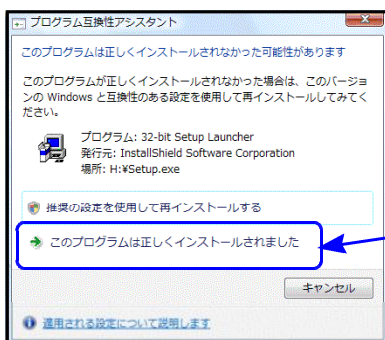 プログラム互換性アシスタント
このプログラムは正しくインストールされなかった可能性があります
このプログラムが正しくインストールされなかった場合は、このバージョ
ンの Windows と互換性のある設定を使用して再インストールしてみてく
ださい。
プログラム: 32-bit Setup Launcher
発行元: InstallShield Software Corporation
場所: H:¥Setup.exe
推奨の設定を使用して再インストールする
このプログラムは正しくインストールされました
キャンセル
適用される設定について説明します